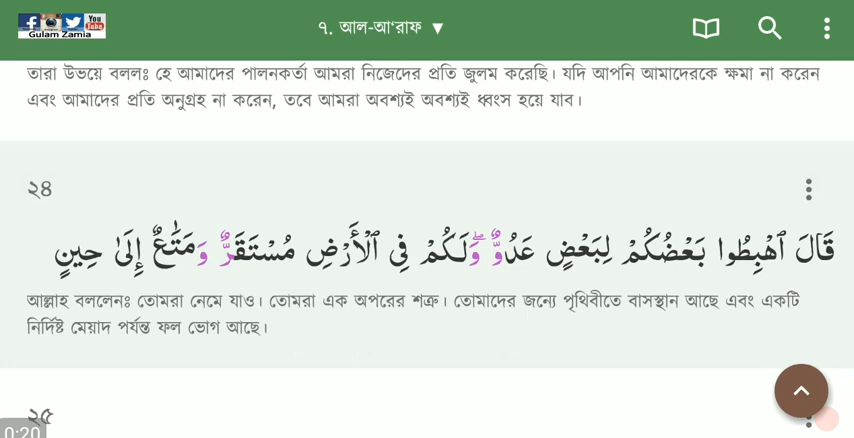 You
Tube
Gulam Zamia
৭. আল-আ'রাফ ▼
তারা উভয়ে বললঃ হে আমাদের পালনকর্তা আমরা নিজেদের প্রতি জুলম করেছি। যদি আপনি আমাদেরকে ক্ষমা না করেন
এবং আমাদের প্রতি অনুগ্রহ না করেন, তবে আমরা অবশ্যই অবশ্যই ধ্বংস হয়ে যাব।
২৪
قَالَ ٱهْبِطُوا بَعْضُكُمْ لِبَعْضٍ عَدُوٌّ ۖ وَلَكُمْ فِى ٱلْأَرْضِ مُسْتَقَرٌّ وَمَتَٰعٌ إِلَىٰ حِينٍ
আল্লাহ বললেনঃ তোমরা নেমে যাও। তোমরা এক অপরের শত্রু। তোমাদের জন্যে পৃথিবীতে বাসস্থান আছে এবং একটি
নির্দিষ্ট মেয়াদ পর্যন্ত ফল ভোগ আছে।
২৫
0:20